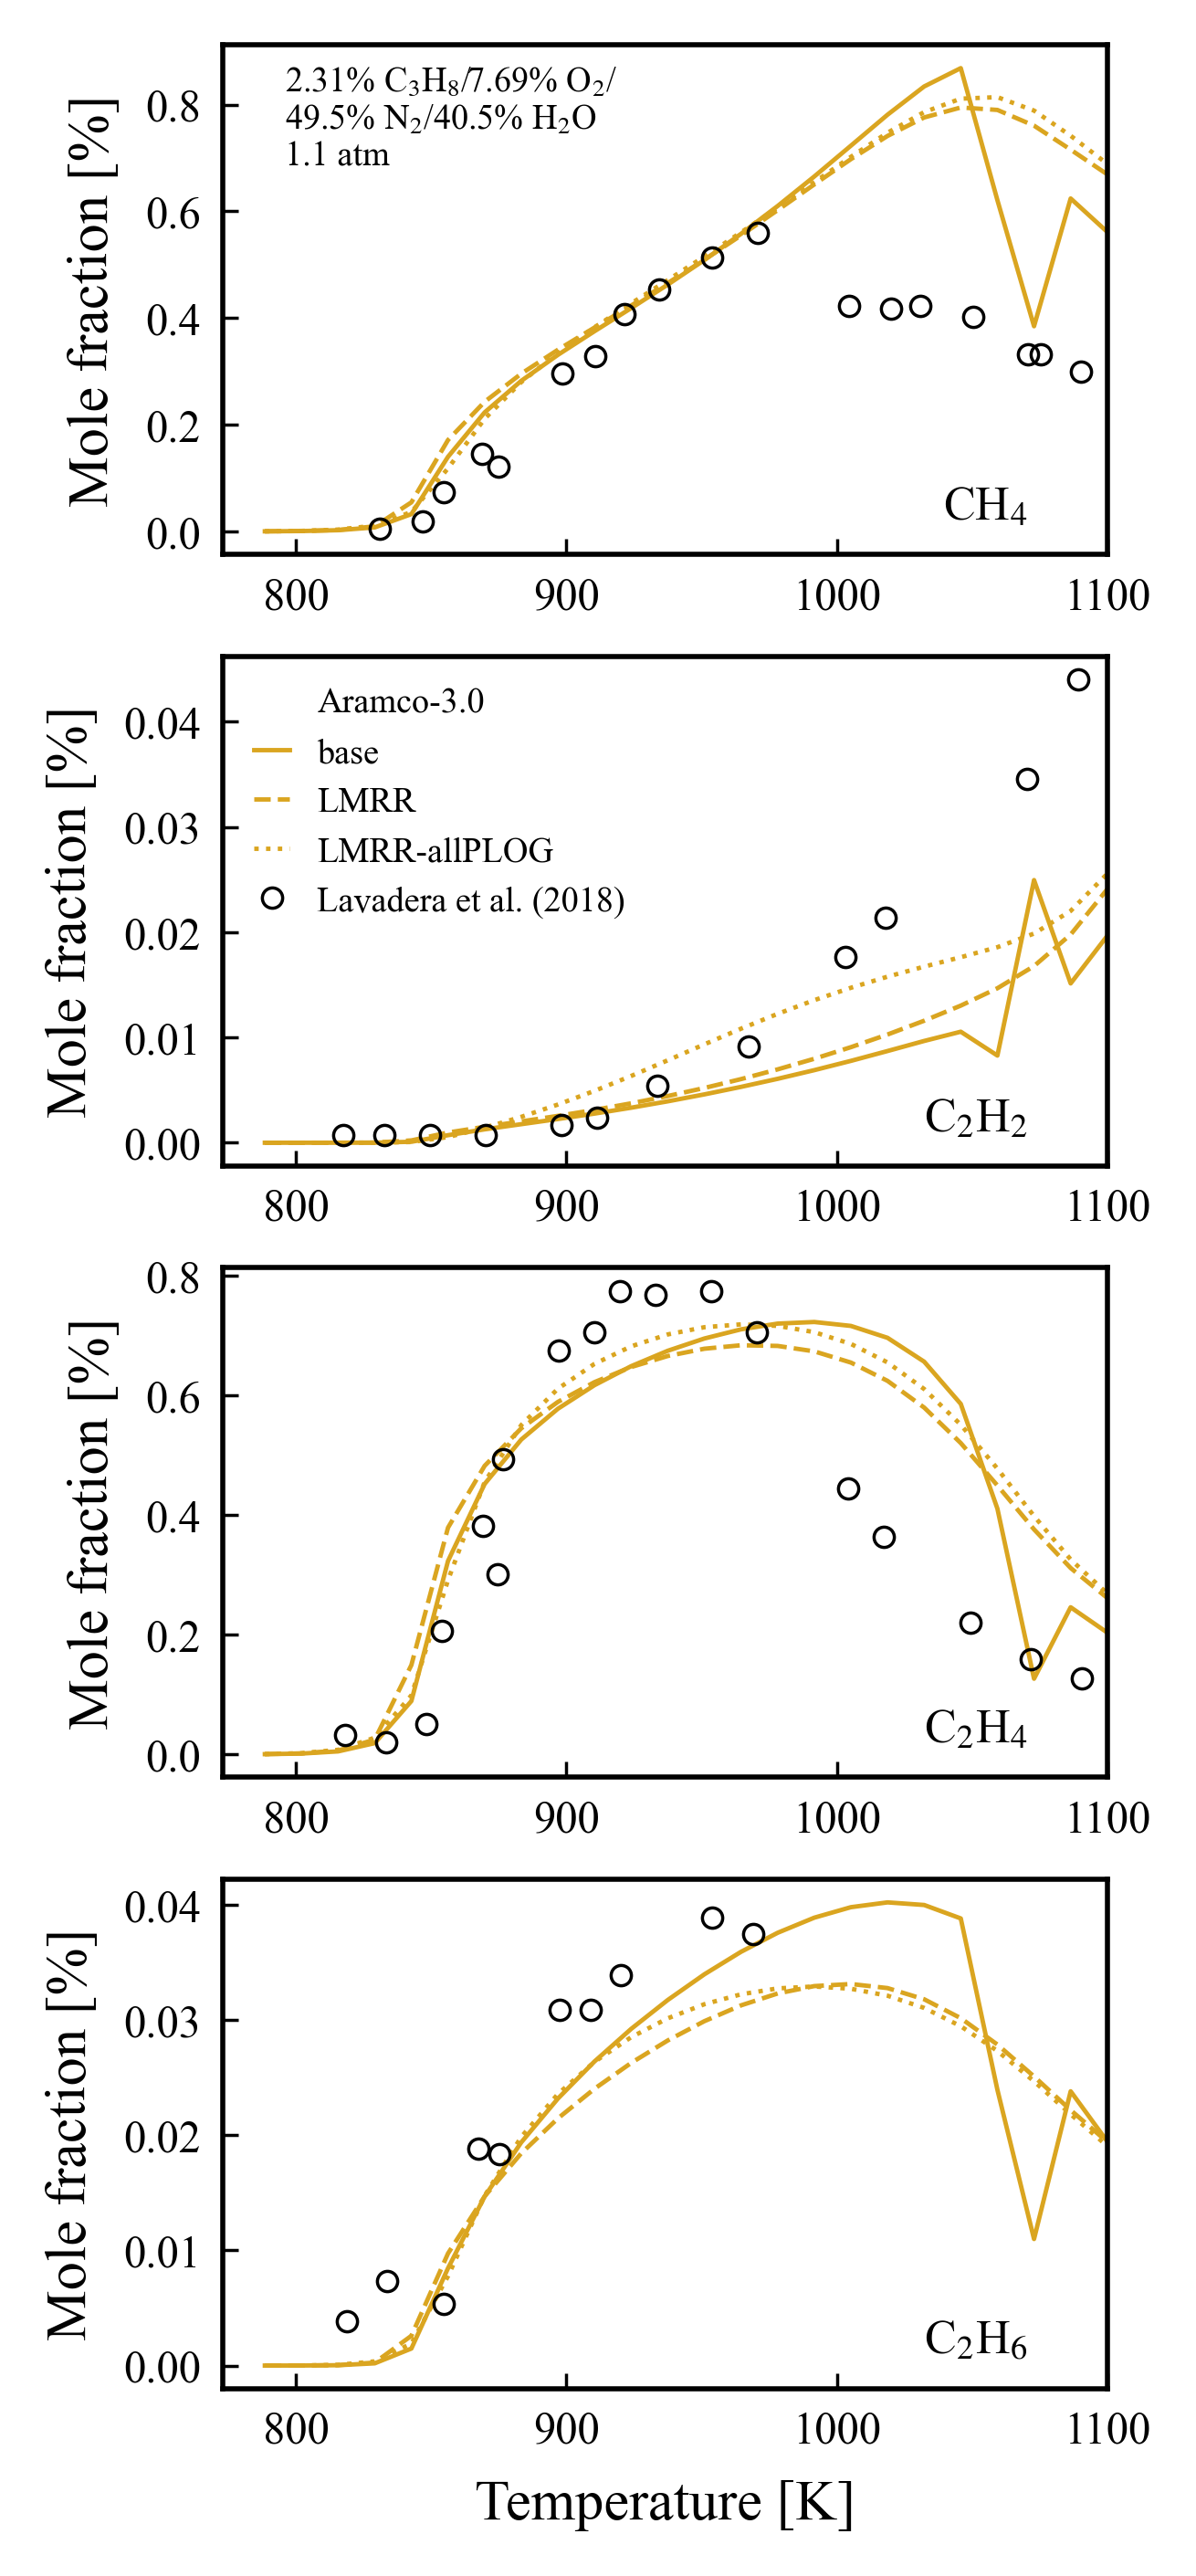 2.31% C₃H₈/7.69% O₂/
49.5% N₂/40.5% H₂O
1.1 atm
Mole fraction [%]
0.8
0.6
0.4
0.2
0.0
CH₄
800 900 1000 1100
Mole fraction [%]
0.04
0.03
0.02
0.01
0.00
Aramco-3.0
base
LMRR
LMRR-allPLOG
Lavadera et al. (2018)
C₂H₂
800 900 1000 1100
Mole fraction [%]
0.8
0.6
0.4
0.2
0.0
C₂H₄
800 900 1000 1100
Mole fraction [%]
0.04
0.03
0.02
0.01
0.00
C₂H₆
800 900 1000 1100
Temperature [K]